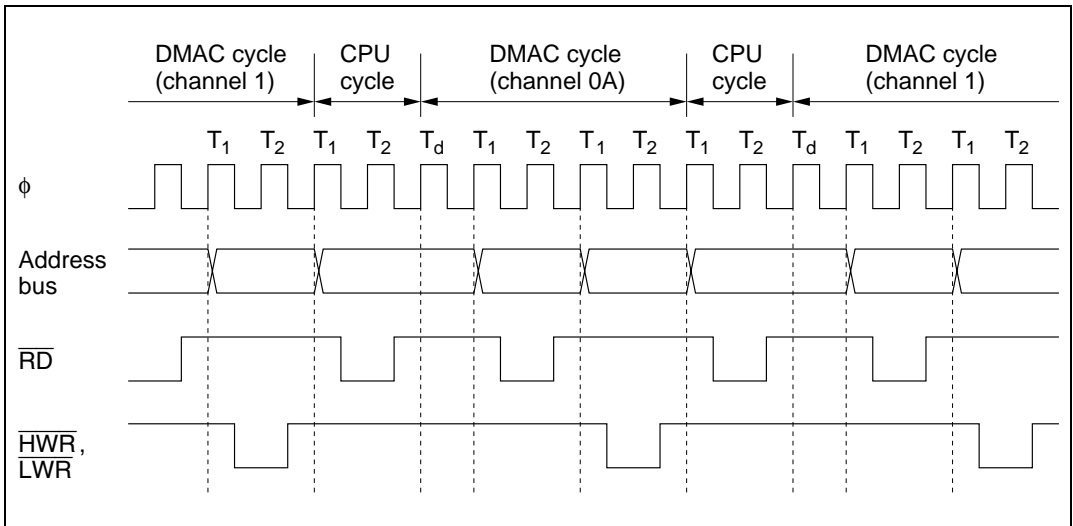 DMAC cycle (channel 1)
CPU cycle
DMAC cycle (channel 0A)
CPU cycle
DMAC cycle (channel 1)
T1 T2 T1 T2 Td T1 T2 T1 T2 T1 T2 Td T1 T2 T1 T2
φ
Address bus
RD
HWR, LWR